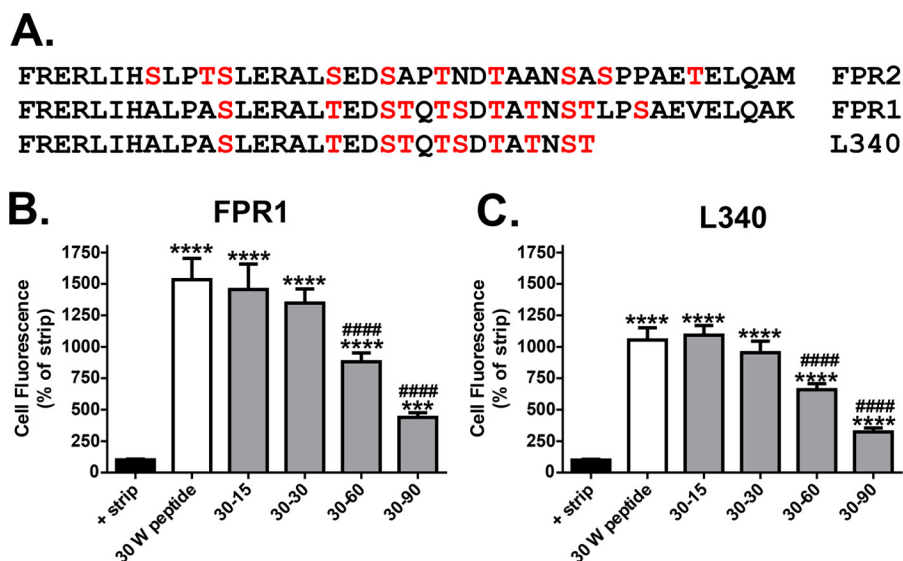 A.
FRERLIHSLPTSLERALSEDSAPTNDTAANSASPPAETELQAM FPR2
FRERLIHALPASLERALTEDSTQTSDTATNSTLPSAEVELQAK FPR1
FRERLIHALPASLERALTEDSTQTSDTATNST L340
B.
FPR1
Cell Fluorescence
(% of strip)
1750
1500
1250
1000
750
500
250
0
****
****
****
####
****
####
***
+ strip
30 W peptide
30-15
30-30
30-60
30-90
C.
L340
Cell Fluorescence
(% of strip)
1750
1500
1250
1000
750
500
250
0
****
****
****
####
****
####
****
+ strip
30 W peptide
30-15
30-30
30-60
30-90